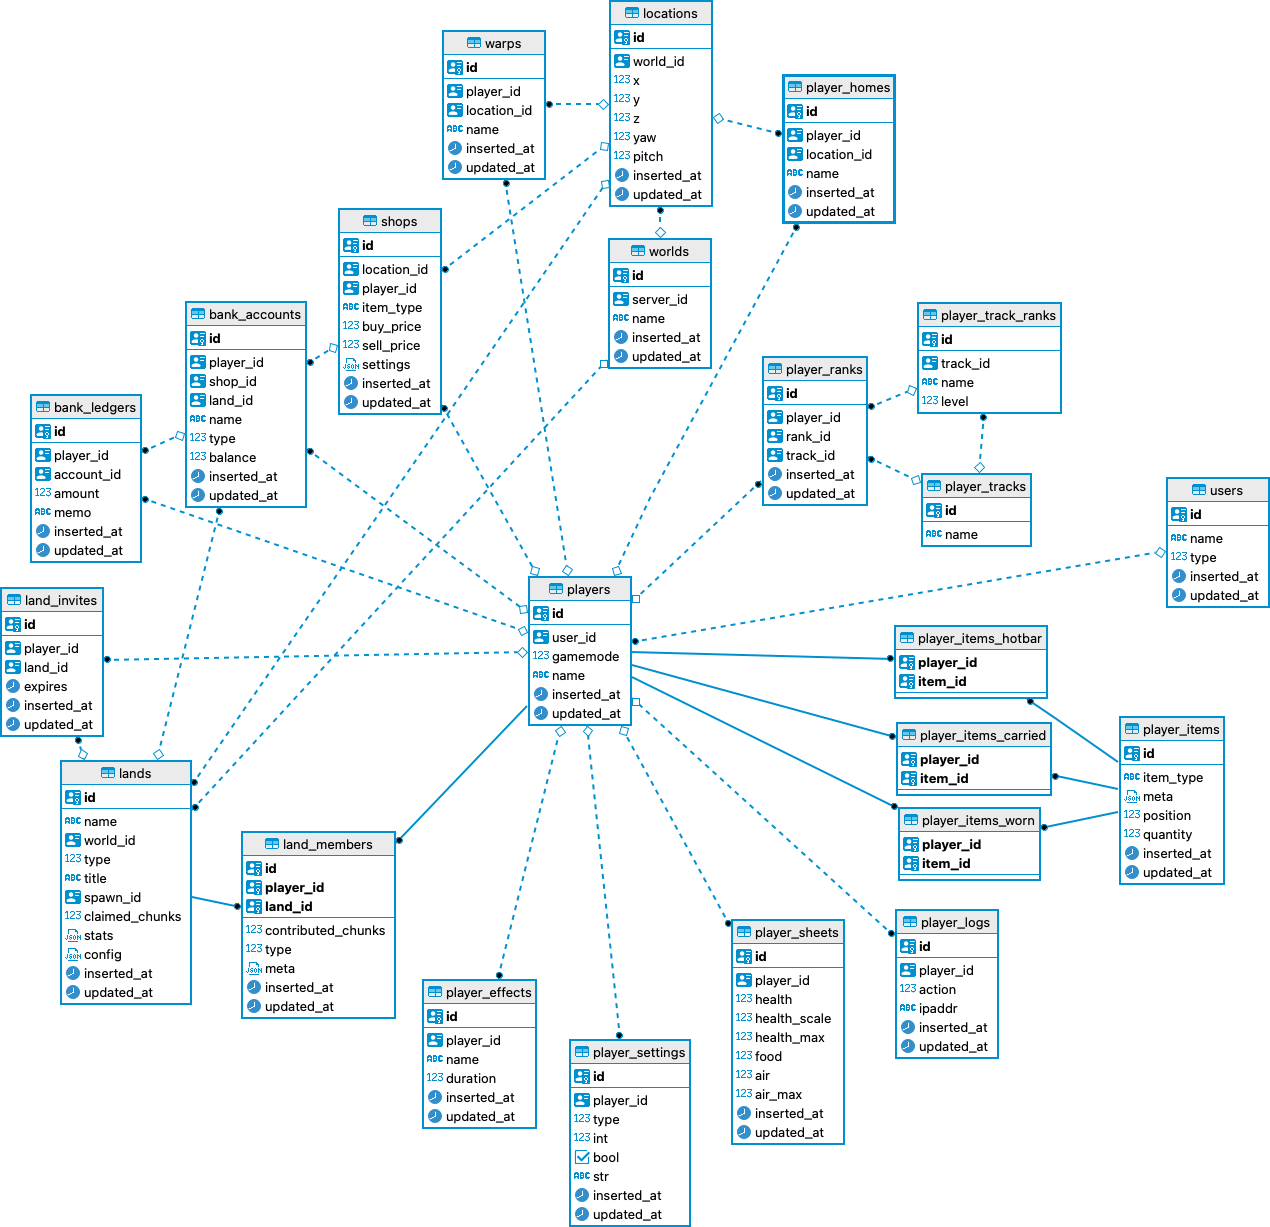 locations
id
world_id
123 x
123 y
123 z
123 yaw
123 pitch
inserted_at
updated_at
warps
id
player_id
location_id
ABC name
inserted_at
updated_at
player_homes
id
player_id
location_id
ABC name
inserted_at
updated_at
shops
id
location_id
player_id
ABC item_type
123 buy_price
123 sell_price
JSON settings
inserted_at
updated_at
worlds
id
server_id
ABC name
inserted_at
updated_at
bank_accounts
id
player_id
shop_id
land_id
ABC name
123 type
123 balance
inserted_at
updated_at
player_track_ranks
id
track_id
ABC name
123 level
player_ranks
id
player_id
rank_id
track_id
inserted_at
updated_at
bank_ledgers
id
player_id
account_id
123 amount
ABC memo
inserted_at
updated_at
player_tracks
id
ABC name
users
id
ABC name
123 type
inserted_at
updated_at
players
id
user_id
123 gamemode
ABC name
inserted_at
updated_at
land_invites
id
player_id
land_id
expires
inserted_at
updated_at
player_items_hotbar
player_id
item_id
player_items_carried
player_id
item_id
player_items
id
ABC item_type
JSON meta
123 position
123 quantity
inserted_at
updated_at
player_items_worn
player_id
item_id
lands
id
ABC name
world_id
123 type
ABC title
spawn_id
123 claimed_chunks
JSON stats
JSON config
inserted_at
updated_at
land_members
id
player_id
land_id
123 contributed_chunks
123 type
JSON meta
inserted_at
updated_at
player_logs
id
player_id
123 action
ABC ipaddr
inserted_at
updated_at
player_sheets
id
player_id
123 health
123 health_scale
123 health_max
123 food
123 air
123 air_max
inserted_at
updated_at
player_effects
id
player_id
ABC name
123 duration
inserted_at
updated_at
player_settings
id
player_id
123 type
123 int
bool
ABC str
inserted_at
updated_at